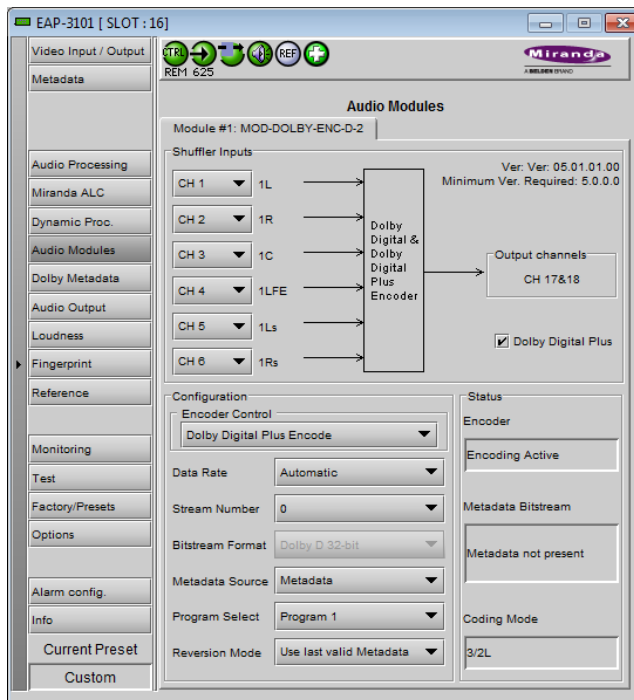 EAP-3101 [ SLOT : 16]
Video Input / Output
Metadata
Audio Processing
Miranda ALC
Dynamic Proc.
Audio Modules
Dolby Metadata
Audio Output
Loudness
Fingerprint
Reference
Monitoring
Test
Factory/Presets
Options
Alarm config.
Info
Current Preset
Custom
CTRL
REM 625
REF
Miranda
A BELDEN BRAND
Audio Modules
Module #1: MOD-DOLBY-ENC-D-2
Shuffler Inputs
Ver: Ver: 05.01.01.00
Minimum Ver. Required: 5.0.0.0
CH 1 1L
CH 2 1R
CH 3 1C
CH 4 1LFE
CH 5 1Ls
CH 6 1Rs
Dolby
Digital &
Dolby
Digital
Plus
Encoder
Output channels
CH 17&18
Dolby Digital Plus
Configuration
Encoder Control
Dolby Digital Plus Encode
Data Rate Automatic
Stream Number 0
Bitstream Format Dolby D 32-bit
Metadata Source Metadata
Program Select Program 1
Reversion Mode Use last valid Metadata
Status
Encoder
Encoding Active
Metadata Bitstream
Metadata not present
Coding Mode
3/2L